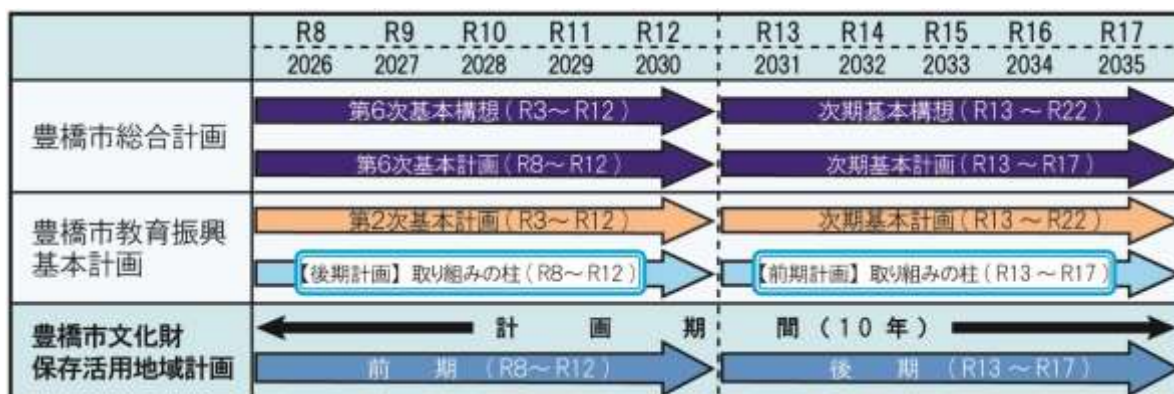 R8 R9 R10 R11 R12 R13 R14 R15 R16 R17
2026 2027 2028 2029 2030 2031 2032 2033 2034 2035
豊橋市総合計画
第6次基本構想(R3～R12) 次期基本構想(R13～R22)
第6次基本計画(R8～R12) 次期基本計画(R13～R17)
豊橋市教育振興
基本計画
第2次基本計画(R3～R12) 次期基本計画(R13～R22)
【後期計画】取り組みの柱(R8～R12) 【前期計画】取り組みの柱(R13～R17)
豊橋市文化財
保存活用地域計画
計画期間(10年)
前期(R8～R12) 後期(R13～R17)